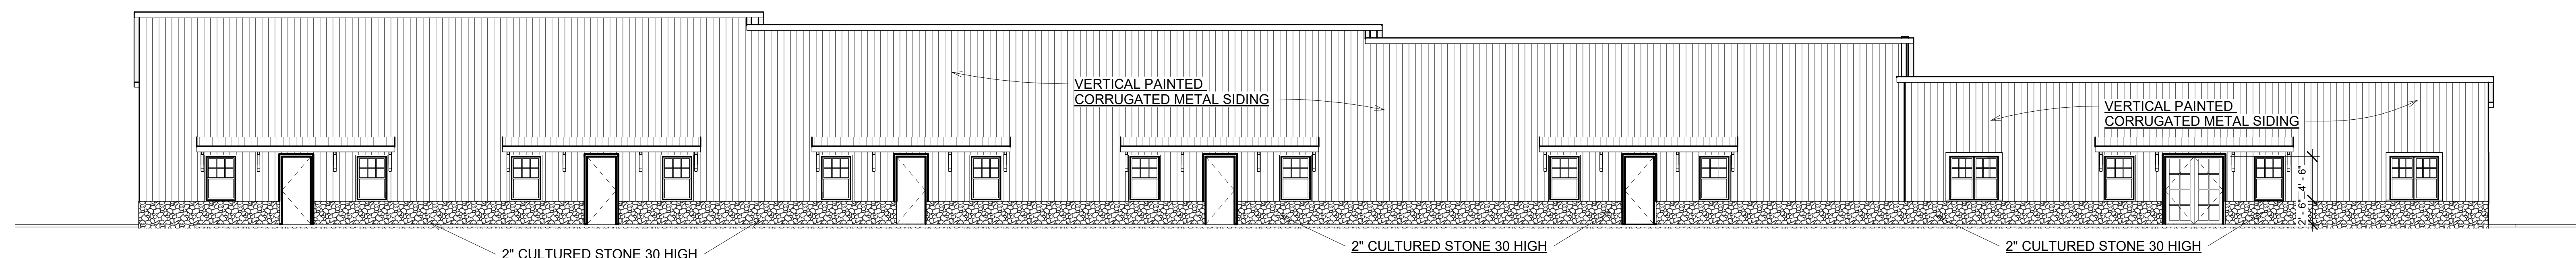 VERTICAL PAINTED
CORRUGATED METAL SIDING
VERTICAL PAINTED
CORRUGATED METAL SIDING
4' - 6"
2' - 6"
2" CULTURED STONE 30 HIGH
2" CULTURED STONE 30 HIGH
2" CULTURED STONE 30 HIGH